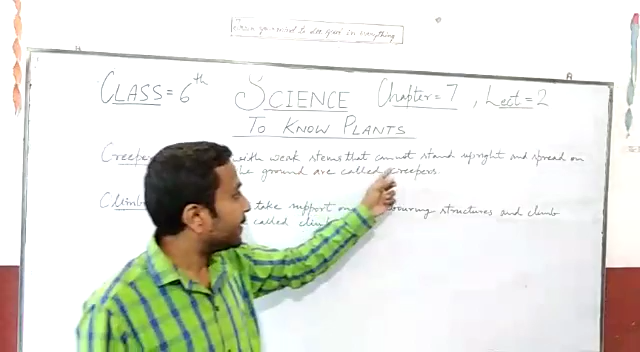 Train your mind to see good in everything
CLASS = 6th SCIENCE Chapter = 7, Lect = 2
TO KNOW PLANTS
with weak stems that cannot stand upright and spread on
the ground are called creepers.
take support on structures and climb
called